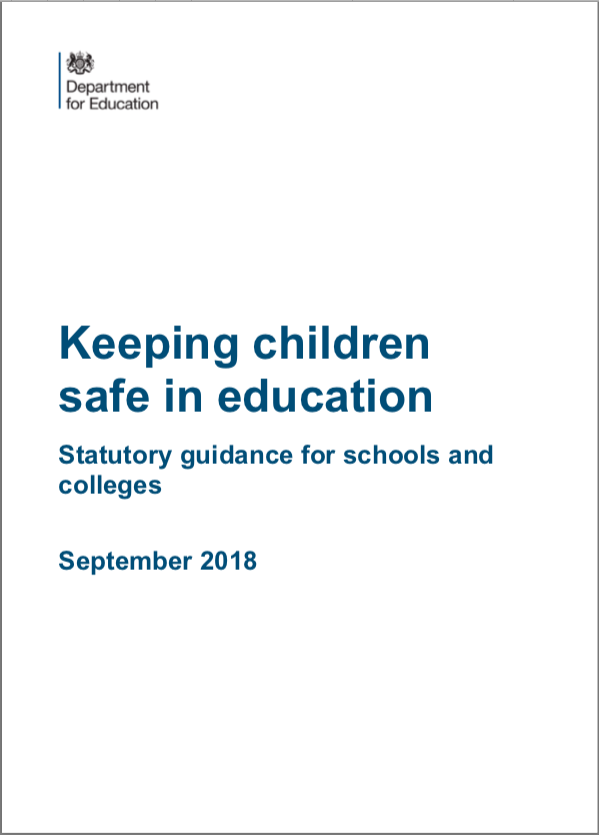 Department
for Education
Keeping children
safe in education
Statutory guidance for schools and
colleges
September 2018